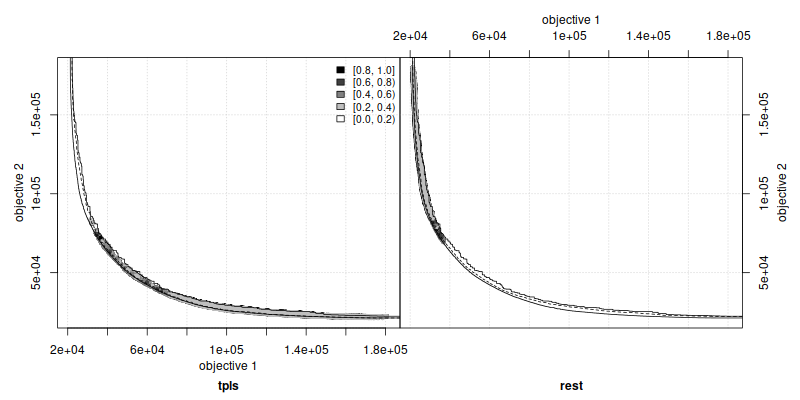 objective 1
2e+04 6e+04 1e+05 1.4e+05 1.8e+05
[0.8, 1.0]
[0.6, 0.8)
[0.4, 0.6)
[0.2, 0.4)
[0.0, 0.2)
objective 2
5e+04 1e+05 1.5e+05
5e+04 1e+05 1.5e+05
objective 2
2e+04 6e+04 1e+05 1.4e+05 1.8e+05
objective 1
tpls rest